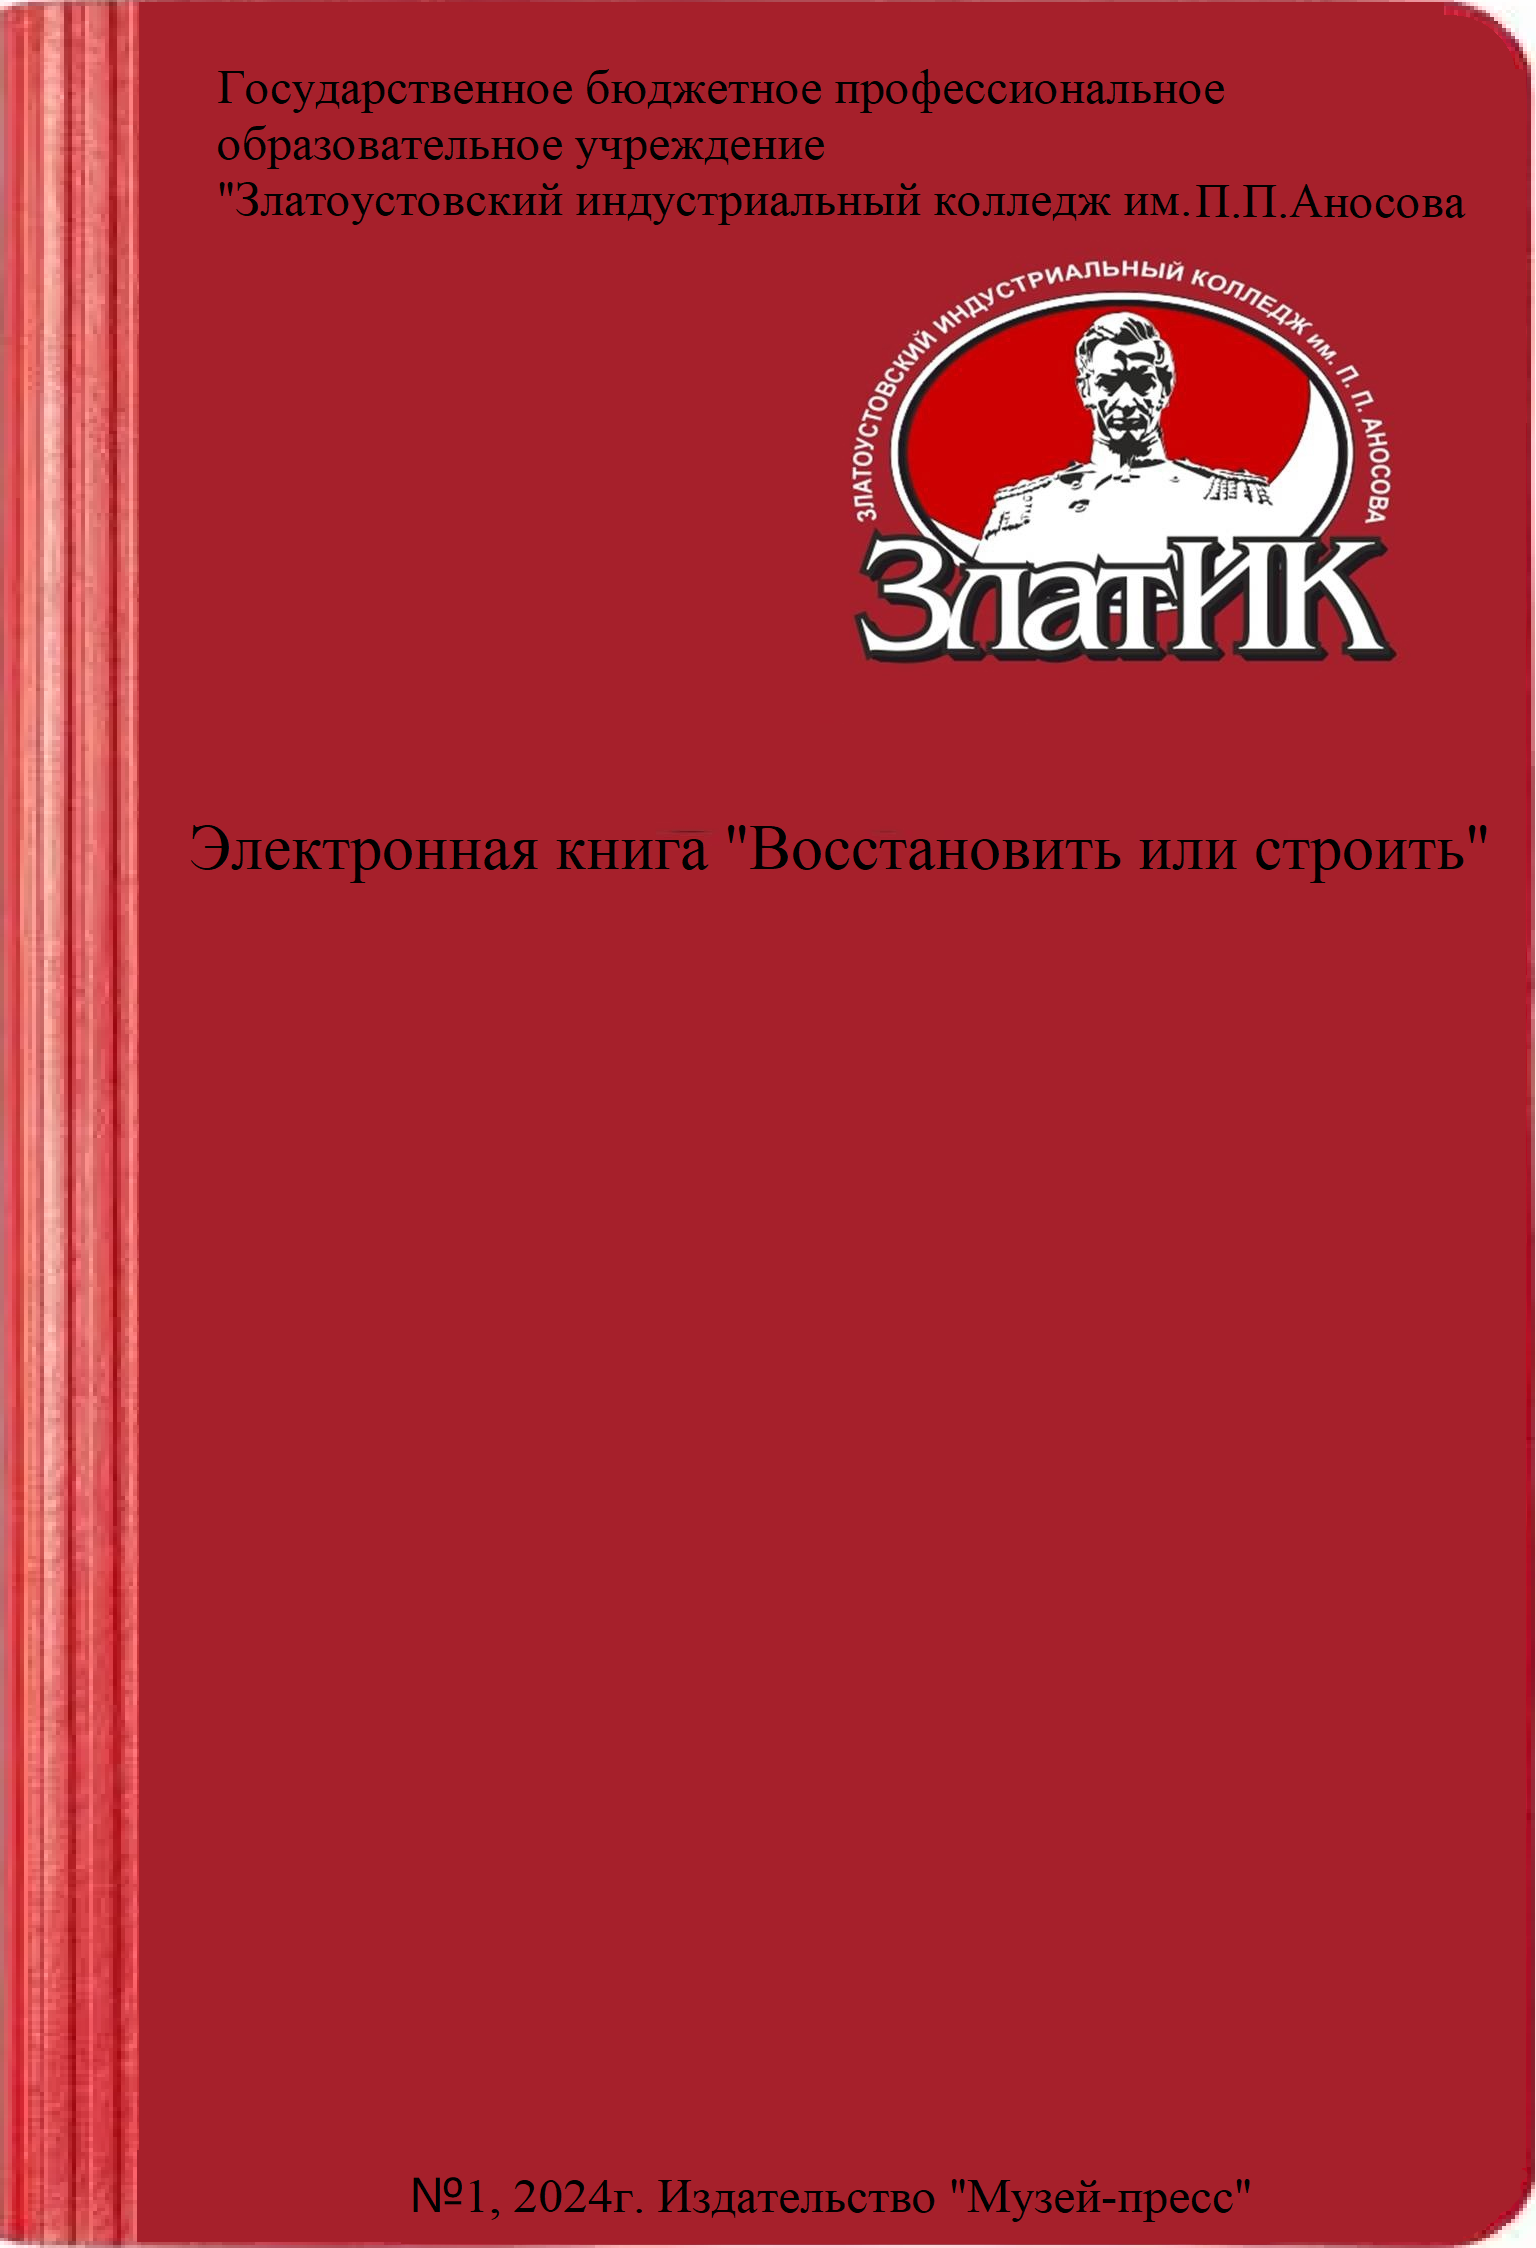 Государственное бюджетное профессиональное
образовательное учреждение
"Златоустовский индустриальный колледж им.П.П.Аносова
ЗЛАТОУСТОВСКИЙ ИНДУСТРИАЛЬНЫЙ КОЛЛЕДЖ им. П. П. АНОСОВА
ЗлатИК
Электронная книга "Восстановить или строить"
№1, 2024г. Издательство "Музей-пресс"